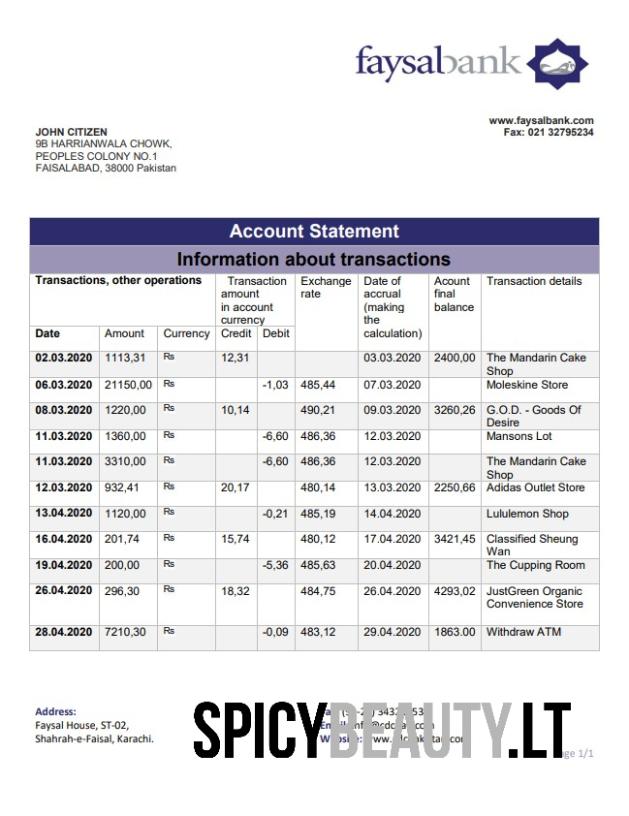 faysalbank
www.faysalbank.com
Fax: 021 32795234
JOHN CITIZEN
9B HARRIANWALA CHOWK,
PEOPLES COLONY NO.1
FAISALABAD, 38000 Pakistan
Account Statement
Information about transactions
Transactions, other operations Transaction amount in account currency Exchange rate Date of accrual (making the calculation) Acount final balance Transaction details
Date Amount Currency Credit Debit
02.03.2020 1113,31 Rs 12,31 03.03.2020 2400,00 The Mandarin Cake Shop
06.03.2020 21150,00 Rs -1,03 485,44 07.03.2020 Moleskine Store
08.03.2020 1220,00 Rs 10,14 490,21 09.03.2020 3260,26 G.O.D. - Goods Of Desire
11.03.2020 1360,00 Rs -6,60 486,36 12.03.2020 Mansons Lot
11.03.2020 3310,00 Rs -6,60 486,36 12.03.2020 The Mandarin Cake Shop
12.03.2020 932,41 Rs 20,17 480,14 13.03.2020 2250,66 Adidas Outlet Store
13.04.2020 1120,00 Rs -0,21 485,19 14.04.2020 Lululemon Shop
16.04.2020 201,74 Rs 15,74 480,12 17.04.2020 3421,45 Classified Sheung Wan
19.04.2020 200,00 Rs -5,36 485,63 20.04.2020 The Cupping Room
26.04.2020 296,30 Rs 18,32 484,75 26.04.2020 4293,02 JustGreen Organic Convenience Store
28.04.2020 7210,30 Rs -0,09 483,12 29.04.2020 1863.00 Withdraw ATM
Address:
Faysal House, ST-02,
Shahrah-e-Faisal, Karachi.
SPICYBEAUTY.LT
1/1